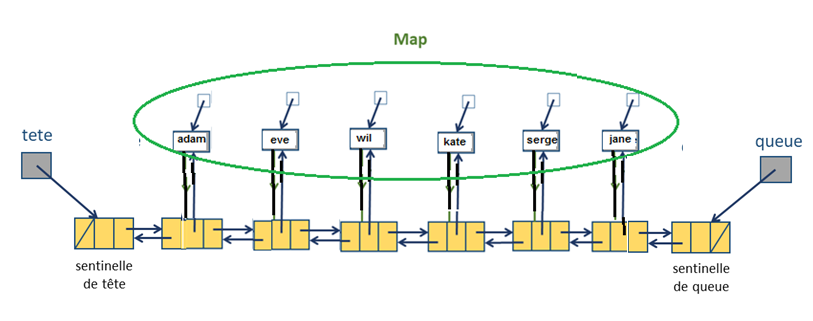 Map
tete
adam
eve
wil
kate
serge
jane
queue
sentinelle
de tête
sentinelle
de queue